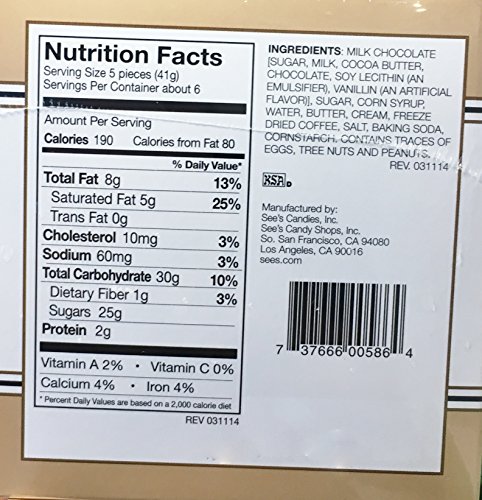 Nutrition Facts
Serving Size 5 pieces (41g)
Servings Per Container about 6
Amount Per Serving
Calories 190 Calories from Fat 80
% Daily Value*
Total Fat 8g 13%
Saturated Fat 5g 25%
Trans Fat 0g
Cholesterol 10mg 3%
Sodium 60mg 3%
Total Carbohydrate 30g 10%
Dietary Fiber 1g 3%
Sugars 25g
Protein 2g
Vitamin A 2% • Vitamin C 0%
Calcium 4% • Iron 4%
* Percent Daily Values are based on a 2,000 calorie diet
REV 031114
INGREDIENTS: MILK CHOCOLATE
[SUGAR, MILK, COCOA BUTTER,
CHOCOLATE, SOY LECITHIN (AN
EMULSIFIER), VANILLIN (AN ARTIFICIAL
FLAVOR)], SUGAR, CORN SYRUP,
WATER, BUTTER, CREAM, FREEZE
DRIED COFFEE, SALT, BAKING SODA,
CORNSTARCH. CONTAINS TRACES OF
EGGS, TREE NUTS AND PEANUTS.
REV. 031114
KSA D
Manufactured by:
See's Candies, Inc.
See's Candy Shops, Inc.
So. San Francisco, CA 94080
Los Angeles, CA 90016
sees.com
7 37666 00586 4